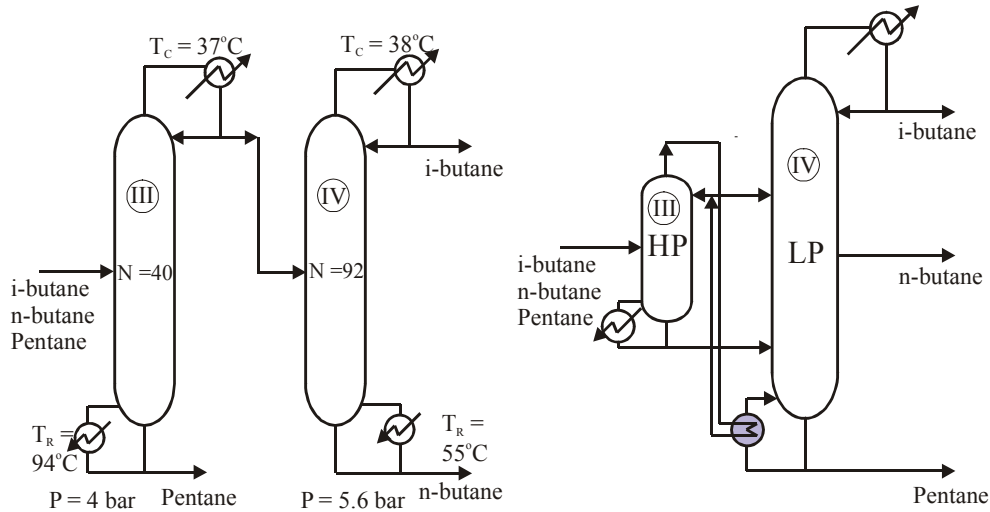 T_C = 37°C
III
N =40
i-butane
n-butane
Pentane
T_R =
94°C
P = 4 bar
Pentane
T_C = 38°C
i-butane
IV
N =92
T_R =
55°C
P = 5.6 bar
n-butane
III
HP
i-butane
n-butane
Pentane
i-butane
IV
LP
n-butane
Pentane